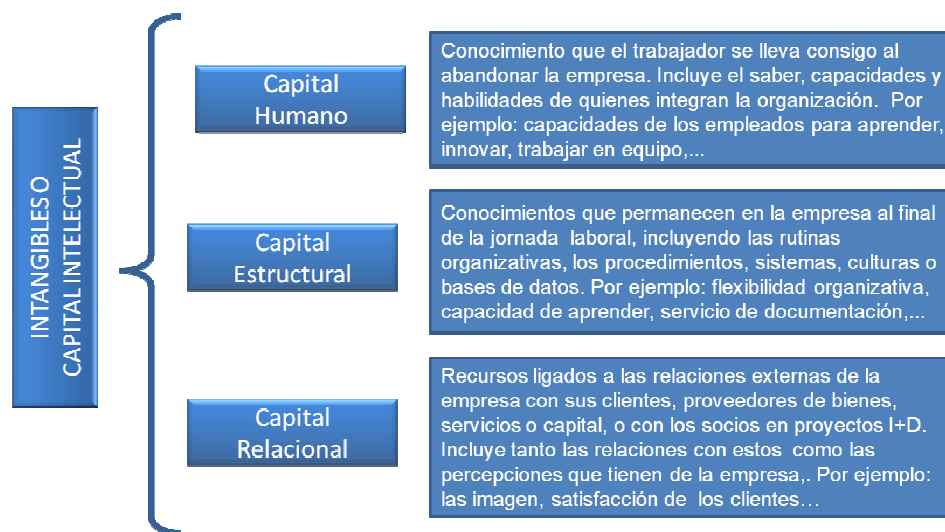 INTANGIBLES O
CAPITAL INTELECTUAL
Capital
Humano
Conocimiento que el trabajador se lleva consigo al
abandonar la empresa. Incluye el saber, capacidades y
habilidades de quienes integran la organización.  Por
ejemplo: capacidades de los empleados para aprender,
innovar, trabajar en equipo,...
Capital
Estructural
Conocimientos que permanecen en la empresa al final
de la jornada  laboral, incluyendo las rutinas
organizativas, los procedimientos, sistemas, culturas o
bases de datos. Por ejemplo: flexibilidad organizativa,
capacidad de aprender, servicio de documentación,...
Capital
Relacional
Recursos ligados a las relaciones externas de la
empresa con sus clientes, proveedores de bienes,
servicios o capital, o con los socios en proyectos I+D.
Incluye tanto las relaciones con estos  como las
percepciones que tienen de la empresa,. Por ejemplo:
las imagen, satisfacción de  los clientes…